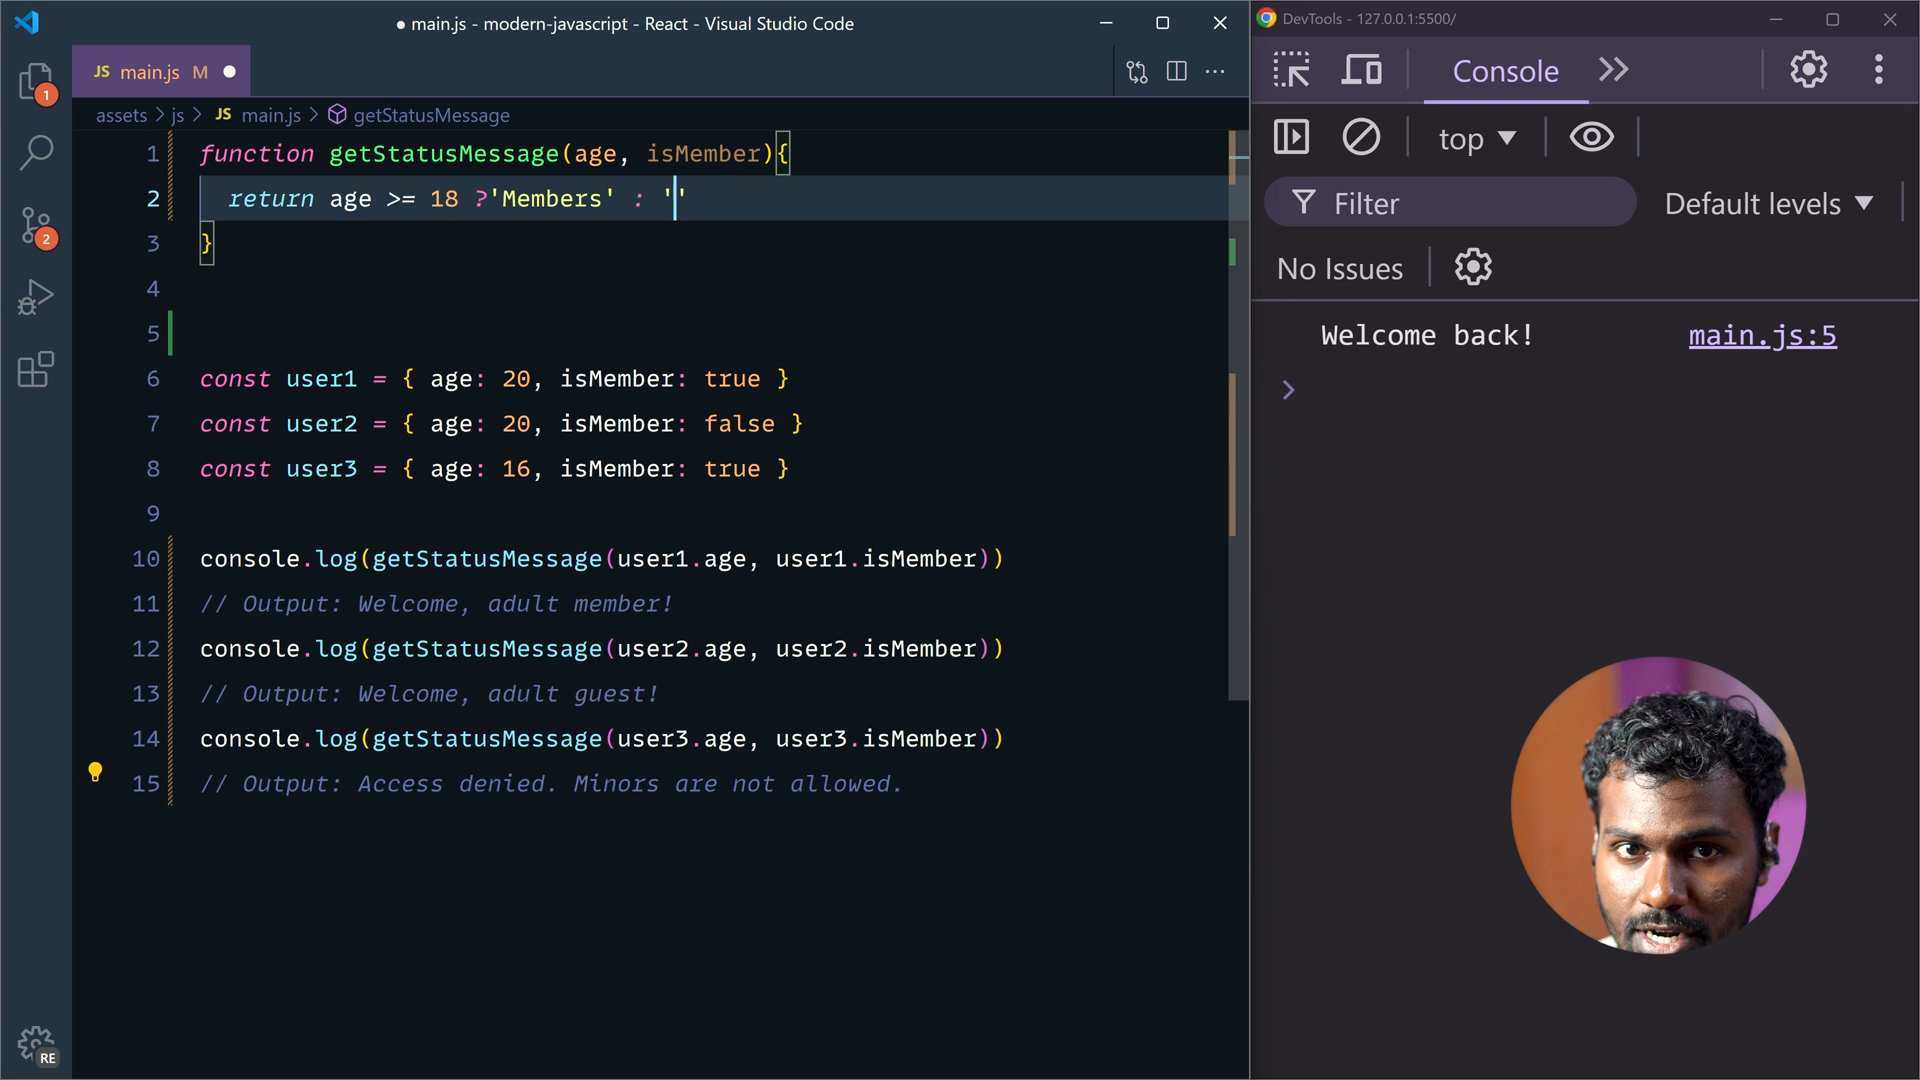 ● main.js - modern-javascript - React - Visual Studio Code
JS main.js M
1
2
RE
assets > js > JS main.js > getStatusMessage
1 function getStatusMessage(age, isMember){
2 return age >= 18 ?'Members' : ''
3 }
4
5
6 const user1 = { age: 20, isMember: true }
7 const user2 = { age: 20, isMember: false }
8 const user3 = { age: 16, isMember: true }
9
10 console.log(getStatusMessage(user1.age, user1.isMember))
11 // Output: Welcome, adult member!
12 console.log(getStatusMessage(user2.age, user2.isMember))
13 // Output: Welcome, adult guest!
14 console.log(getStatusMessage(user3.age, user3.isMember))
15 // Output: Access denied. Minors are not allowed.
DevTools - 127.0.0.1:5500/
Console
top
Filter
Default levels
No Issues
Welcome back! main.js:5